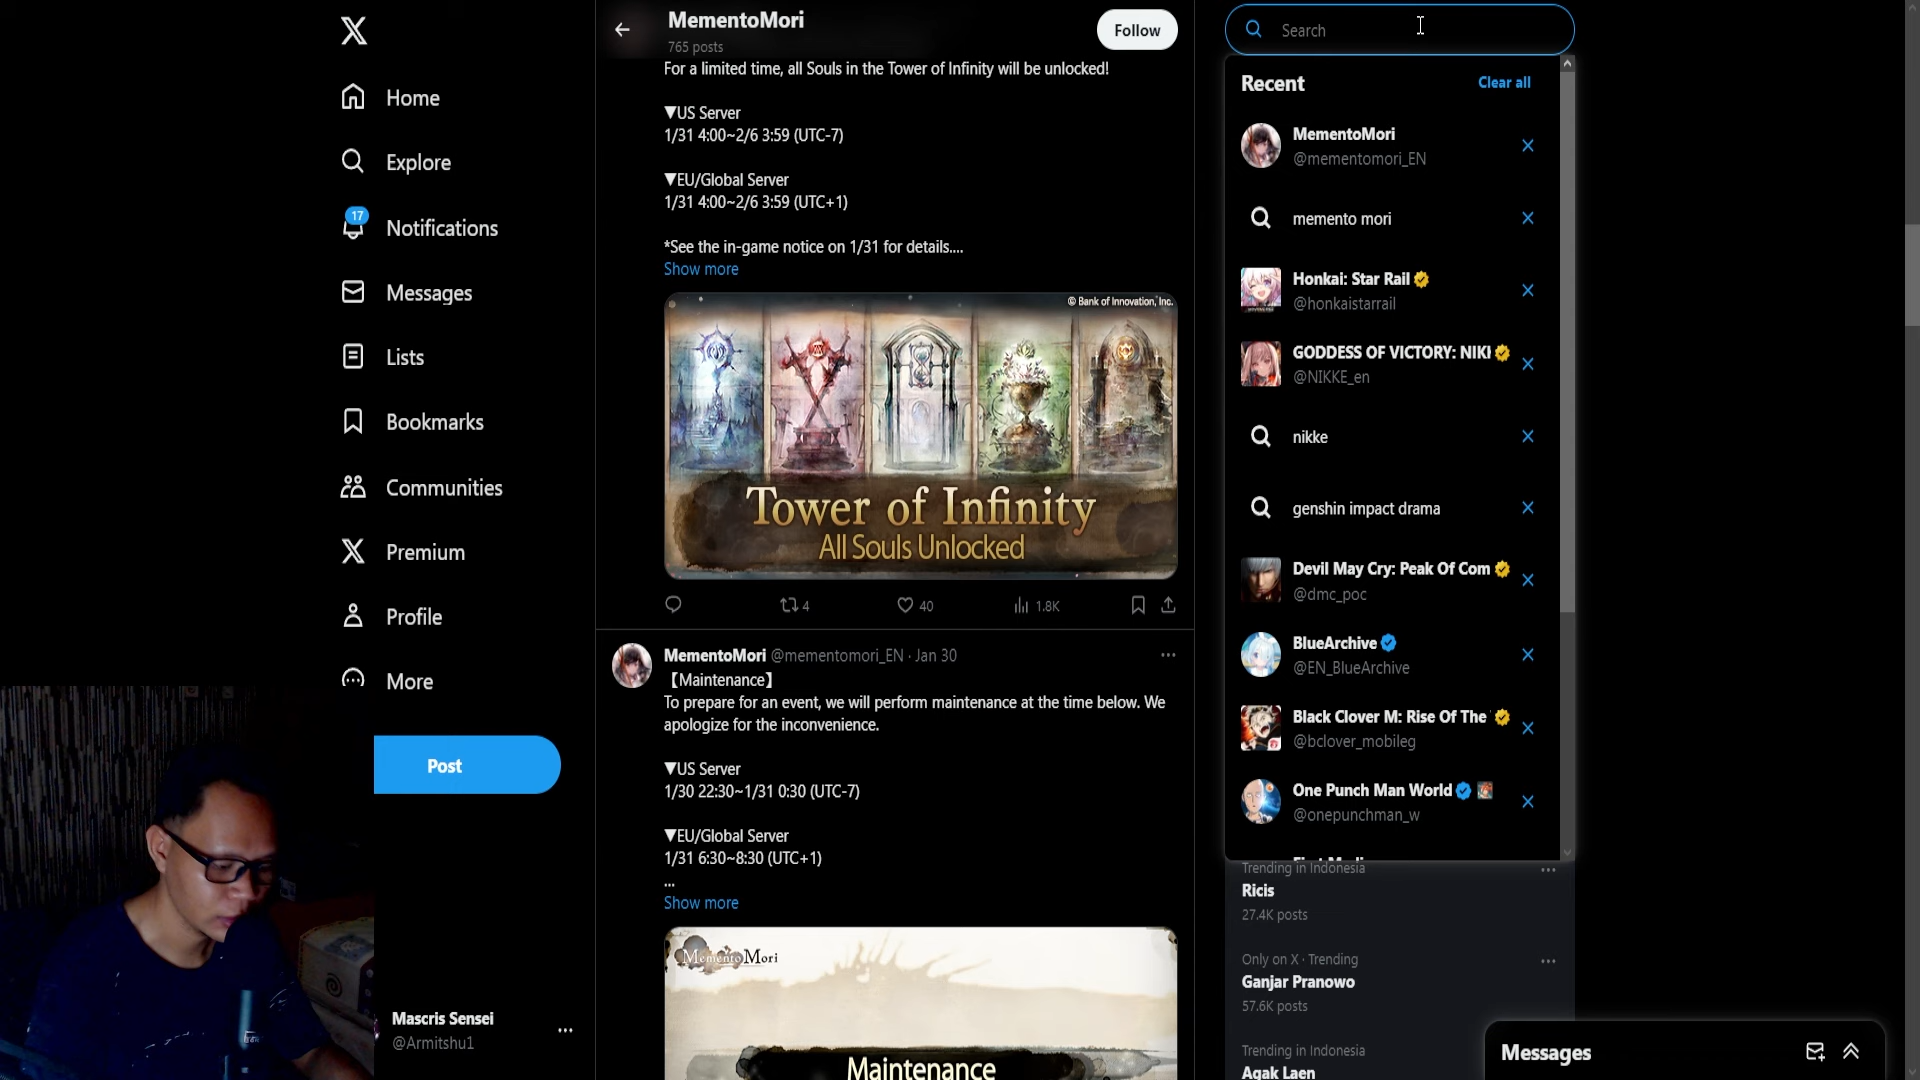 Home
Explore
17
Notifications
Messages
Lists
Bookmarks
Communities
Premium
Profile
More
Post
Mascris Sensei
@Armitshu1
MementoMori
765 posts
Follow
For a limited time, all Souls in the Tower of Infinity will be unlocked!
▼US Server
1/31 4:00~2/6 3:59 (UTC-7)
▼EU/Global Server
1/31 4:00~2/6 3:59 (UTC+1)
*See the in-game notice on 1/31 for details....
Show more
© Bank of Innovation, Inc.
Tower of Infinity
All Souls Unlocked
4
40
1.8K
MementoMori @mementomori_EN · Jan 30
【Maintenance】
To prepare for an event, we will perform maintenance at the time below. We
apologize for the inconvenience.
▼US Server
1/30 22:30~1/31 0:30 (UTC-7)
▼EU/Global Server
1/31 6:30~8:30 (UTC+1)
...
Show more
MementoMori
Maintenance
Search
Recent
Clear all
MementoMori
@mementomori_EN
memento mori
Honkai: Star Rail
@honkaistarrail
GODDESS OF VICTORY: NIK
@NIKKE_en
nikke
genshin impact drama
Devil May Cry: Peak Of Com
@dmc_poc
BlueArchive
@EN_BlueArchive
Black Clover M: Rise Of The
@bclover_mobileg
One Punch Man World
@onepunchman_w
Trending in Indonesia
Ricis
27.4K posts
Only on X · Trending
Ganjar Pranowo
57.6K posts
Trending in Indonesia
Agak Laen
Messages